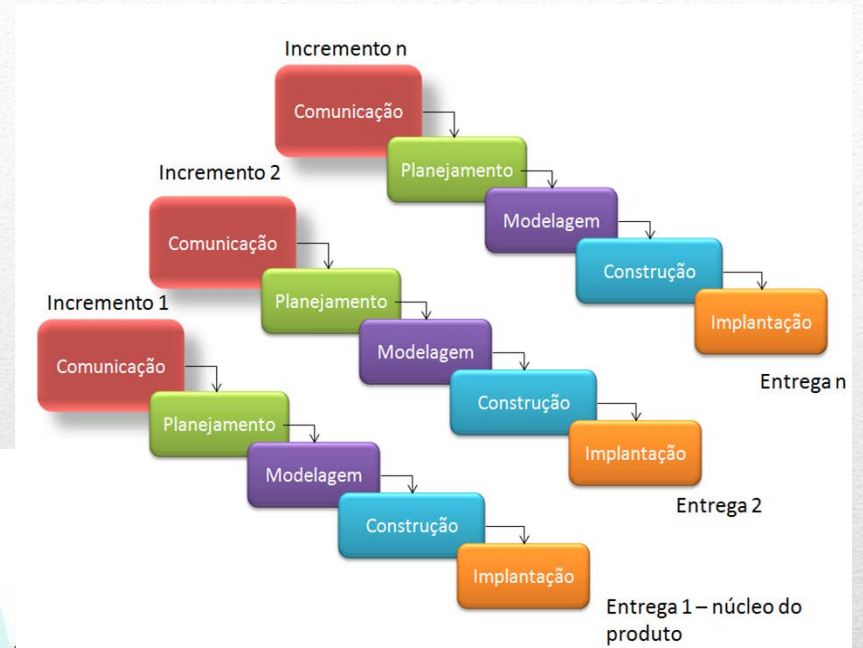 Incremento n
Comunicação
Planejamento
Modelagem
Construção
Implantação
Entrega n
Incremento 2
Comunicação
Planejamento
Modelagem
Construção
Implantação
Entrega 2
Incremento 1
Comunicação
Planejamento
Modelagem
Construção
Implantação
Entrega 1 – núcleo do
produto